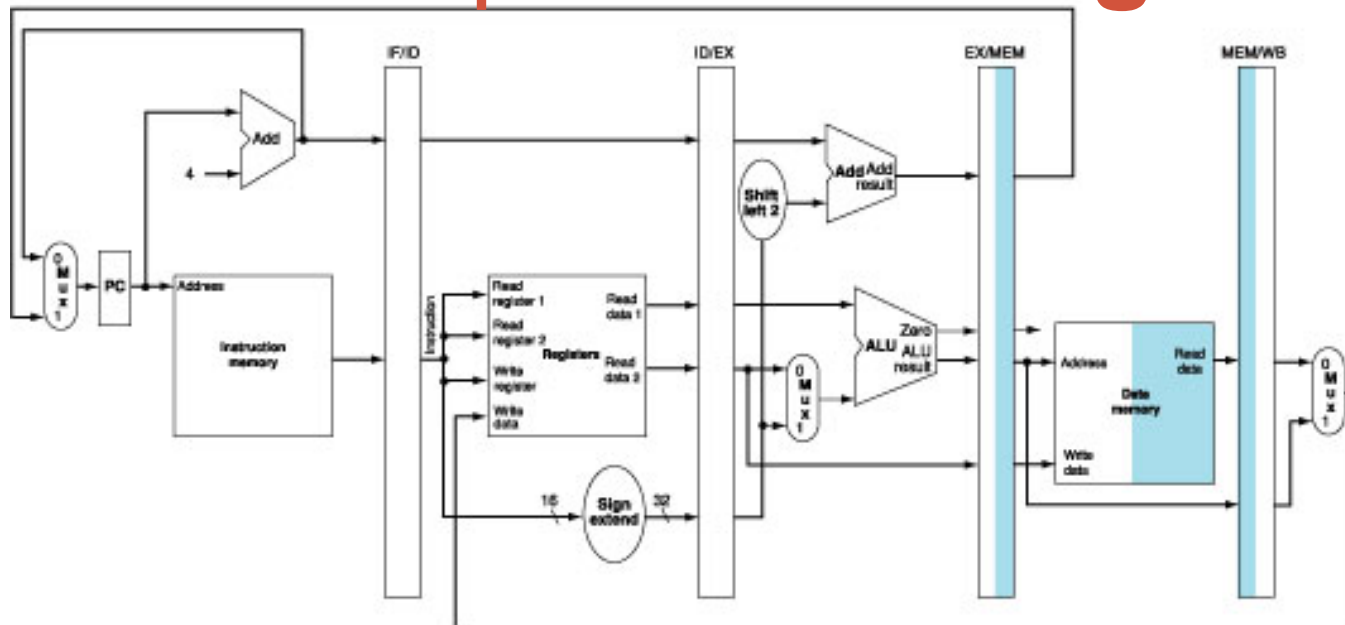 IF/ID
ID/EX
EX/MEM
MEM/WB
Add
4
Add Add
result
Shift
left 2
0
M
u
x
1
PC
Address
Instruction
memory
Instruction
Read
register 1
Read
register 2
Write
register
Write
data
Registers
Read
data 1
Read
data 2
16
Sign
extend
32
0
M
u
x
1
Zero
ALU ALU
result
Address
Read
data
Data
memory
Write
data
0
M
u
x
1